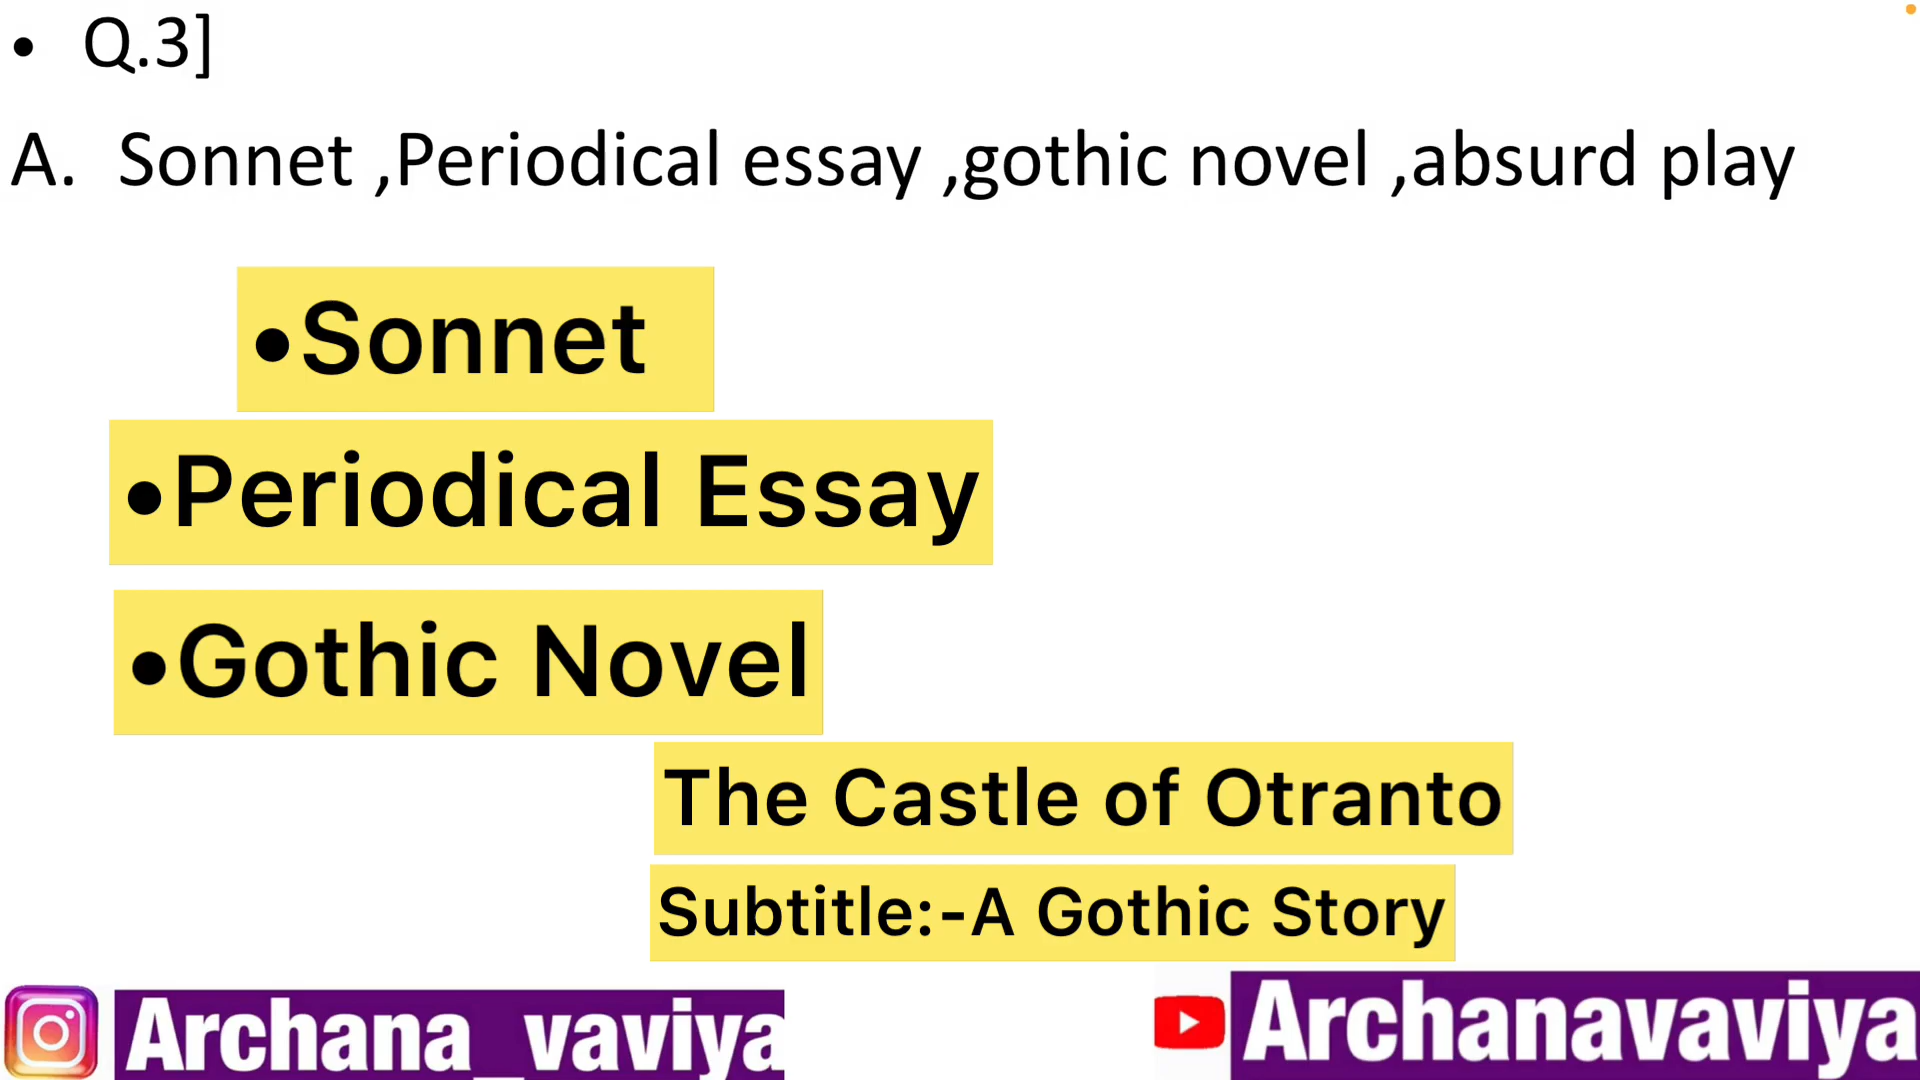 • Q.3]
A. Sonnet ,Periodical essay ,gothic novel ,absurd play
•Sonnet
•Periodical Essay
•Gothic Novel
The Castle of Otranto
Subtitle:-A Gothic Story
Archana_vaviya
Archanavaviya